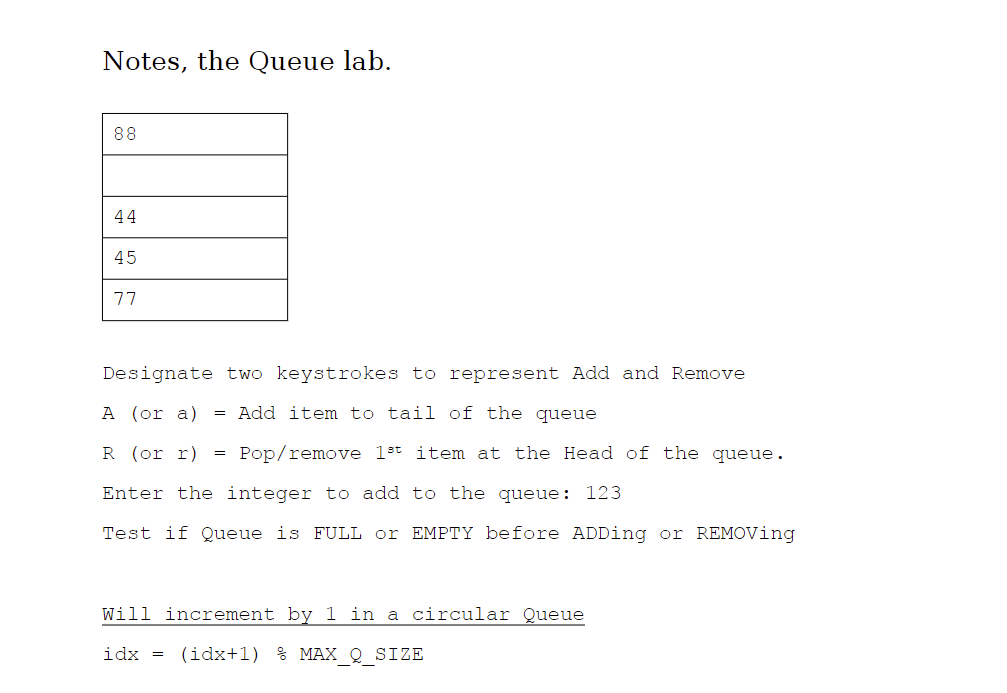 Notes, the Queue lab.
88
44
45
77
Designate two keystrokes to represent Add and Remove
A (or a) = Add item to tail of the queue
R (or r) = Pop/remove 1st item at the Head of the queue.
Enter the integer to add to the queue: 123
Test if Queue is FULL or EMPTY before ADDing or REMOVing
Will increment by 1 in a circular Queue
idx = (idx+1) % MAX_Q_SIZE